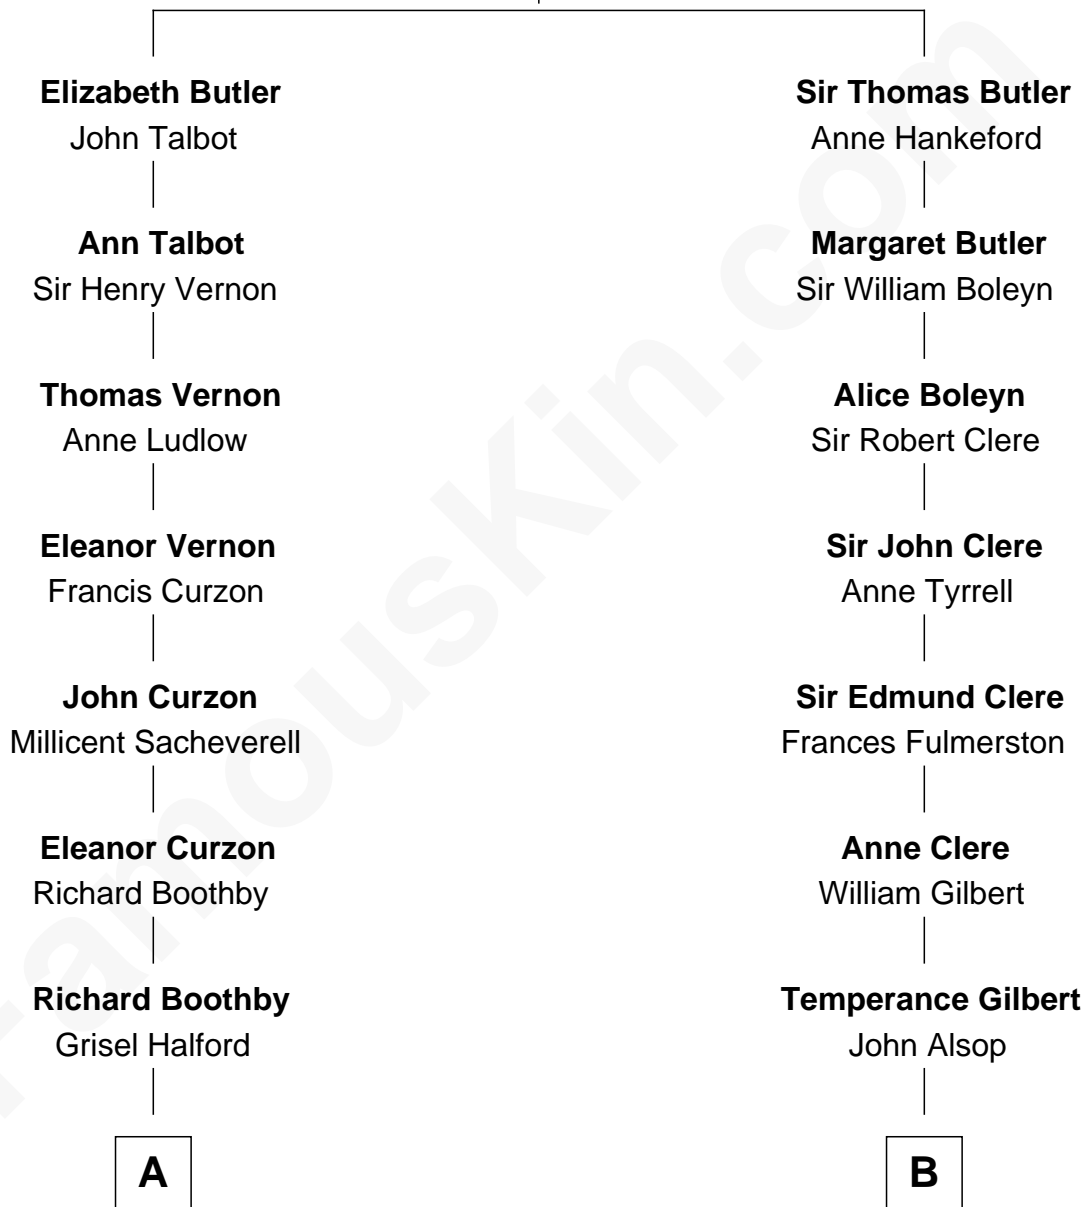 Elizabeth Butler
John Talbot
Ann Talbot
Sir Henry Vernon
Thomas Vernon
Anne Ludlow
Eleanor Vernon
Francis Curzon
John Curzon
Millicent Sacheverell
Eleanor Curzon
Richard Boothby
Richard Boothby
Grisel Halford
A
Sir Thomas Butler
Anne Hankeford
Margaret Butler
Sir William Boleyn
Alice Boleyn
Sir Robert Clere
Sir John Clere
Anne Tyrrell
Sir Edmund Clere
Frances Fulmerston
Anne Clere
William Gilbert
Temperance Gilbert
John Alsop
B
FamousKin.com